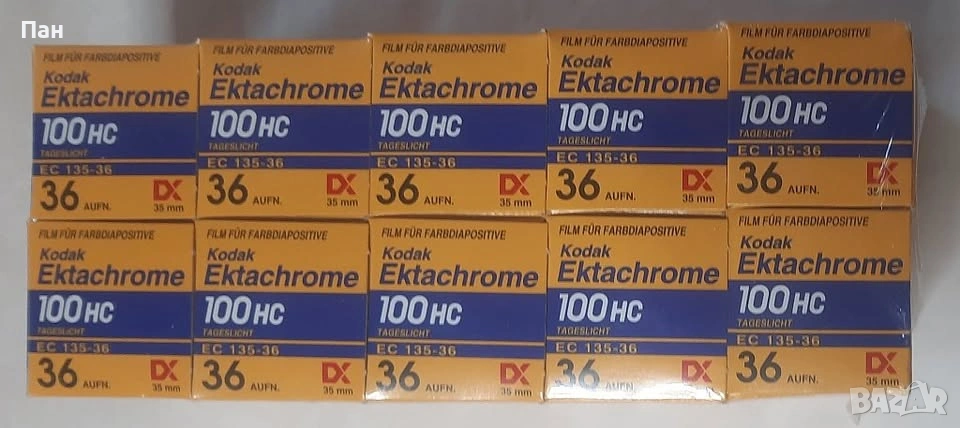 Пан
FILM FÜR FARBDIAPOSITIVE
Kodak
Ektachrome
100 HC
TAGESLICHT
EC 135-36
36 AUFN. DX
35 mm
FILM FÜR FARBDIAPOSITIVE
Kodak
Ektachrome
100 HC
TAGESLICHT
EC 135-36
36 AUFN. DX
35 mm
FILM FÜR FARBDIAPOSITIVE
Kodak
Ektachrome
100 HC
TAGESLICHT
EC 135-36
36 AUFN. DX
35 mm
FILM FÜR FARBDIAPOSITIVE
Kodak
Ektachrome
100 HC
TAGESLICHT
EC 135-36
36 AUFN. DX
35 mm
FILM FÜR FARBDIAPOSITIVE
Kodak
Ektachrome
100 HC
TAGESLICHT
EC 135-36
36 AUFN. DX
35 mm
FILM FÜR FARBDIAPOSITIVE
Kodak
Ektachrome
100 HC
TAGESLICHT
EC 135-36
36 AUFN. DX
35 mm
FILM FÜR FARBDIAPOSITIVE
Kodak
Ektachrome
100 HC
TAGESLICHT
EC 135-36
36 AUFN. DX
35 mm
FILM FÜR FARBDIAPOSITIVE
Kodak
Ektachrome
100 HC
TAGESLICHT
EC 135-36
36 AUFN. DX
35 mm
FILM FÜR FARBDIAPOSITIVE
Kodak
Ektachrome
100 HC
TAGESLICHT
EC 135-36
36 AUFN. DX
35 mm
FILM FÜR FARBDIAPOSITIVE
Kodak
Ektachrome
100 HC
TAGESLICHT
EC 135-36
36 AUFN. DX
35 mm
BAZAR